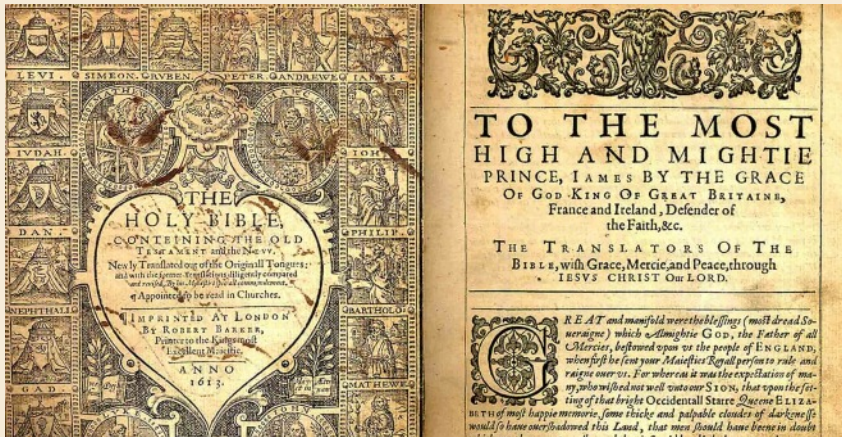 LEVI. SIMEON. RVBEN. PETER. ANDREWE IAMES
IVDAH.
IOH
DAN.
PHILIP.
NEPHTHALI
BARTHOLO
GAD.
MATHEWE
THE
HOLY BIBLE,
CONTEINING THE OLD
TESTAMENT and the NEVV.
Newly Translated out of the Originall Tongues:
and with the former Translations diligently compared
and revised, By his Maiesties speciall commandement.
¶ Appointed to be read in Churches.
¶ IMPRINTED AT LONDON
BY ROBERT BARKER,
Printer to the Kings most
Excellent Maiestie.
ANNO
1613.
TO THE MOST
HIGH AND MIGHTIE
PRINCE, IAMES BY THE GRACE
OF GOD KING OF GREAT BRITAINE,
France and Ireland, Defender of
the Faith,&c.
THE TRANSLATORS OF THE
BIBLE, wish Grace, Mercie, and Peace, through
IESVS CHRIST Our LORD.
GREAT and manifold were the blessings (most dread So-
ueraigne) which Almightie GOD, the Father of all
Mercies, bestowed vpon vs the people of ENGLAND,
when first he sent your Maiesties Royall person to rule and
raigne ouer vs. For whereas it was the expectation of ma-
ny, who wished not well vnto our SION, that vpon the set-
ting of that bright Occidentall Starre Queene ELIZA-
BETH of most happie memorie, some thicke and palpable clouds of darkenesse
would so haue ouershadowed this Land, that men should haue beene in doubt